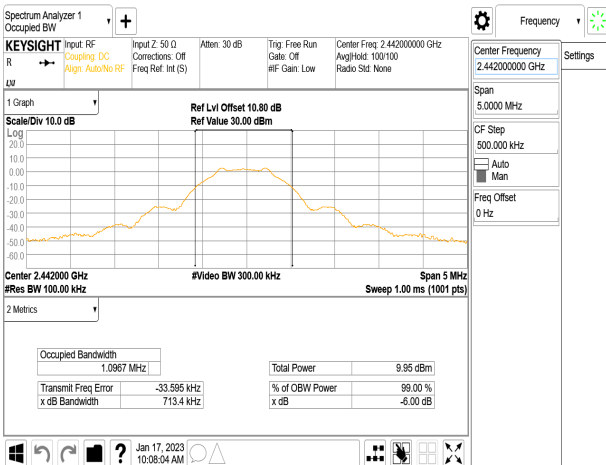 Spectrum Analyzer 1
Occupied BW
Frequency
KEYSIGHT
R
Input: RF
Coupling: DC
Align: Auto/No RF
Input Z: 50 Ω
Corrections: Off
Freq Ref: Int (S)
Atten: 30 dB
Trig: Free Run
Gate: Off
#IF Gain: Low
Center Freq: 2.442000000 GHz
Avg|Hold: 100/100
Radio Std: None
Center Frequency
2.442000000 GHz
Settings
Span
5.0000 MHz
CF Step
500.000 kHz
Auto
Man
Freq Offset
0 Hz
1 Graph
Scale/Div 10.0 dB
Ref Lvl Offset 10.80 dB
Ref Value 30.00 dBm
Log
20.0
10.0
0.00
-10.0
-20.0
-30.0
-40.0
-50.0
-60.0
Center 2.442000 GHz
#Res BW 100.00 kHz
#Video BW 300.00 kHz
Span 5 MHz
Sweep 1.00 ms (1001 pts)
2 Metrics
Occupied Bandwidth
1.0967 MHz
Transmit Freq Error -33.595 kHz
x dB Bandwidth 713.4 kHz
Total Power 9.95 dBm
% of OBW Power 99.00 %
x dB -6.00 dB
?
Jan 17, 2023
10:08:04 AM